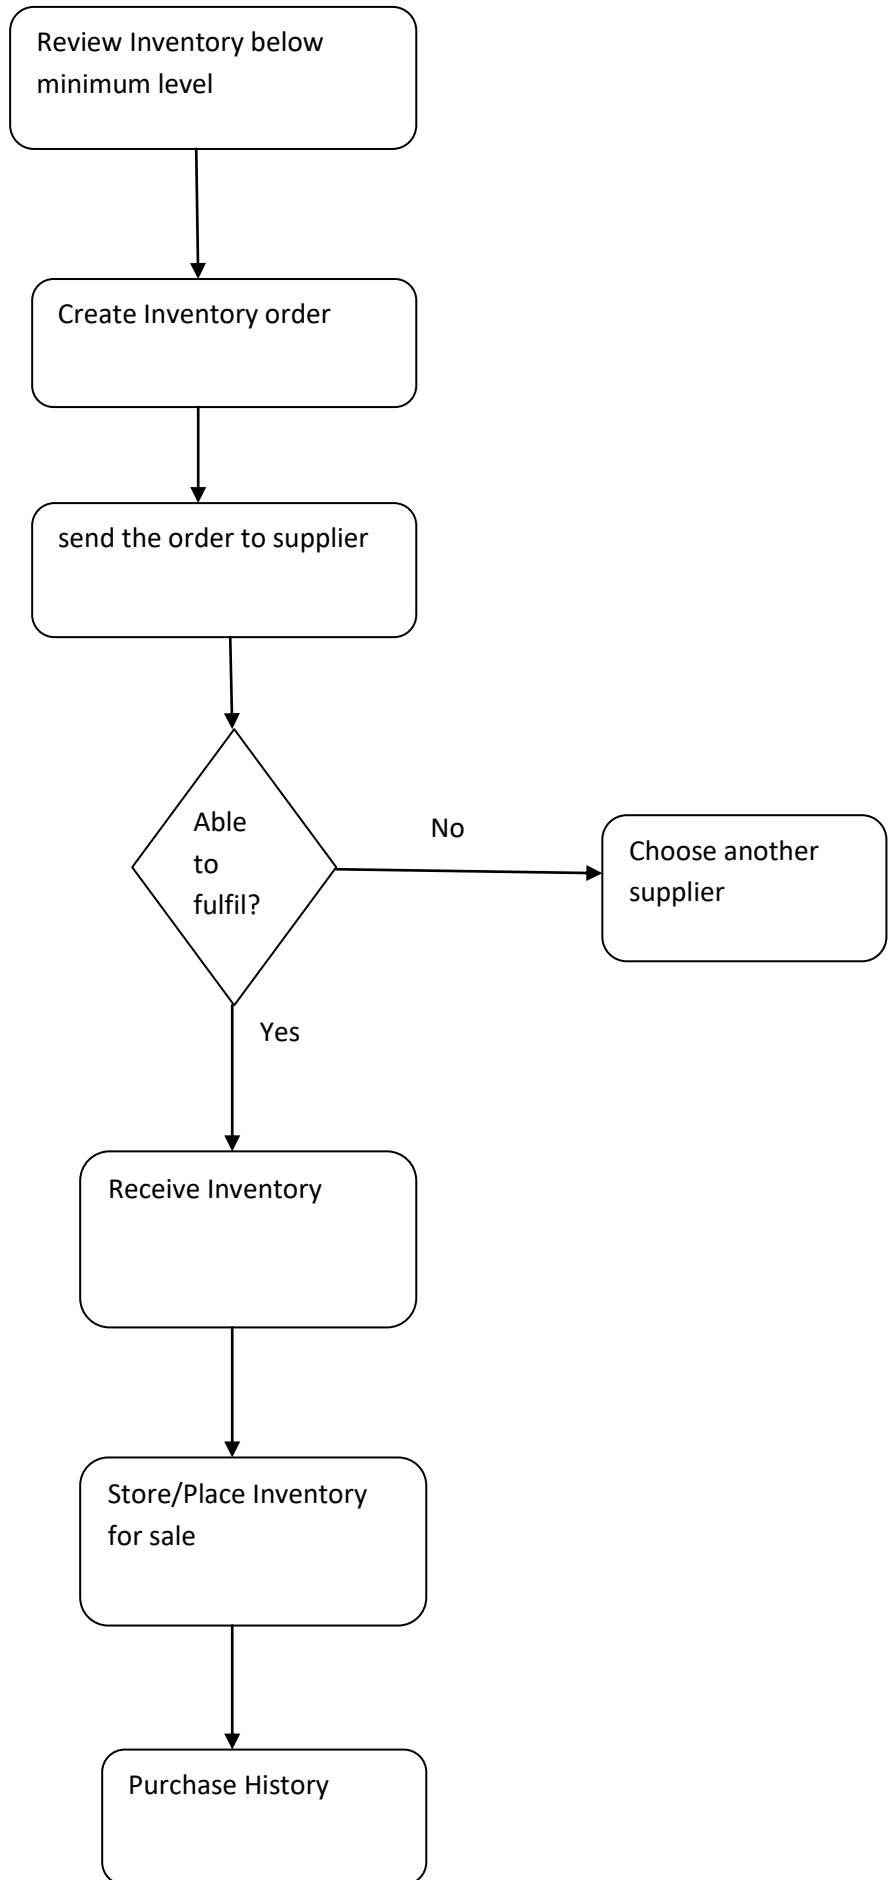 Review Inventory below
minimum level
Create Inventory order
send the order to supplier
Able
to
fulfil?
No
Choose another
supplier
Yes
Receive Inventory
Store/Place Inventory
for sale
Purchase History